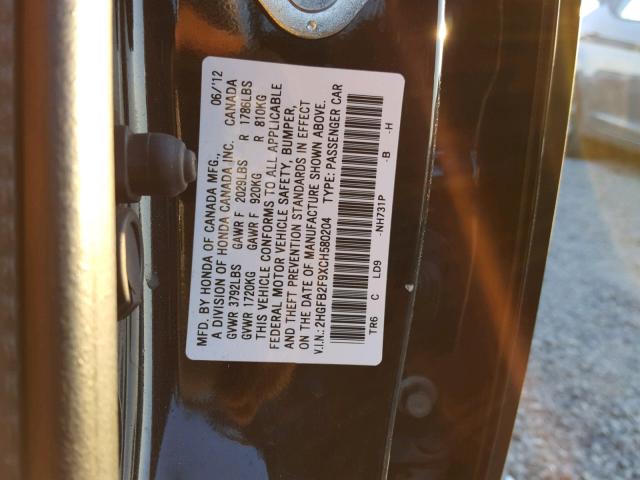 MFD. BY HONDA OF CANADA MFG., 06/'12
A DIVISION OF HONDA CANADA INC. CANADA
GVWR 3792LBS GAWR F 2029LBS R 1786LBS
GVWR 1720KG GAWR F 920KG R 810KG
THIS VEHICLE CONFORMS TO ALL APPLICABLE
FEDERAL MOTOR VEHICLE SAFETY, BUMPER,
AND THEFT PREVENTION STANDARDS IN EFFECT
ON THE DATE OF MANUFACTURE SHOWN ABOVE.
V.I.N.:2HGFB2F9XCH580204 TYPE: PASSENGER CAR
TR6 C LD9 -NH731P -B -H